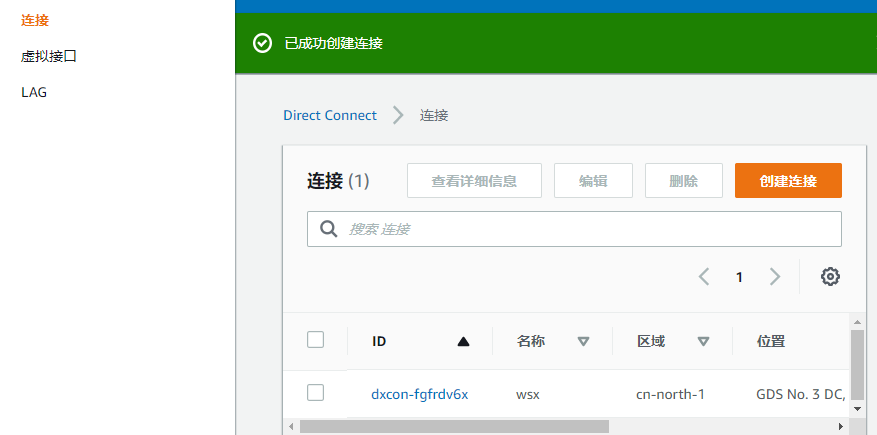 连接
虚拟接口
LAG
已成功创建连接
Direct Connect 连接
连接 (1) 查看详细信息 编辑 删除 创建连接
搜索 连接
1
ID 名称 区域 位置
dxcon-fgfrdv6x wsx cn-north-1 GDS No. 3 DC,